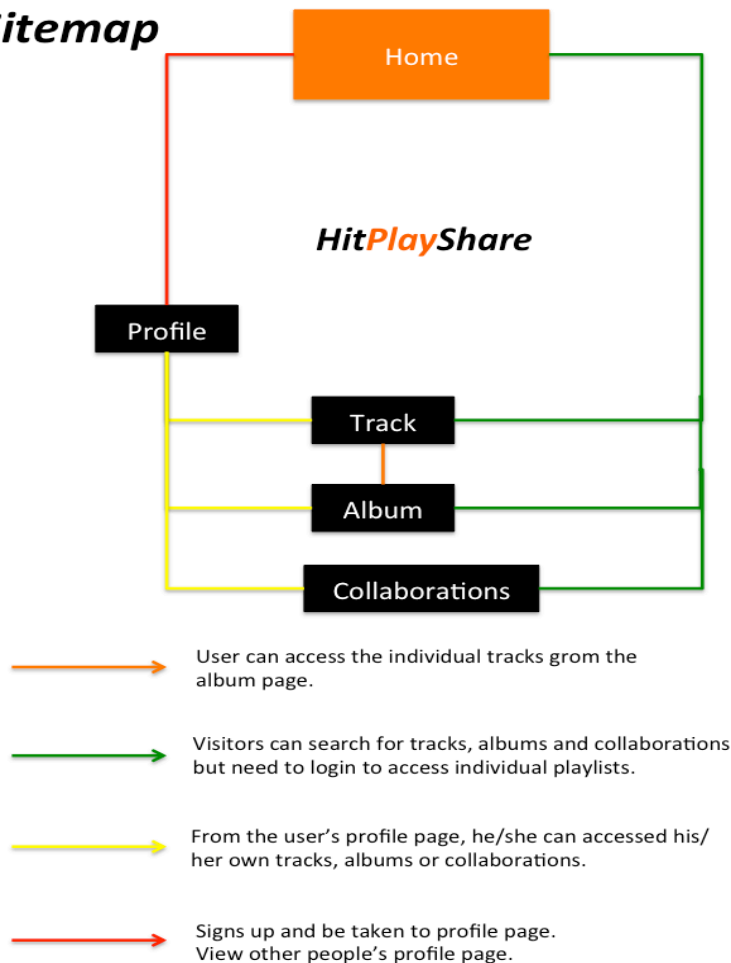 itemap
Home
HitPlayShare
Profile
Track
Album
Collaborations
User can access the individual tracks grom the
album page.
Visitors can search for tracks, albums and collaborations
but need to login to access individual playlists.
From the user's profile page, he/she can accessed his/
her own tracks, albums or collaborations.
Signs up and be taken to profile page.
View other people's profile page.